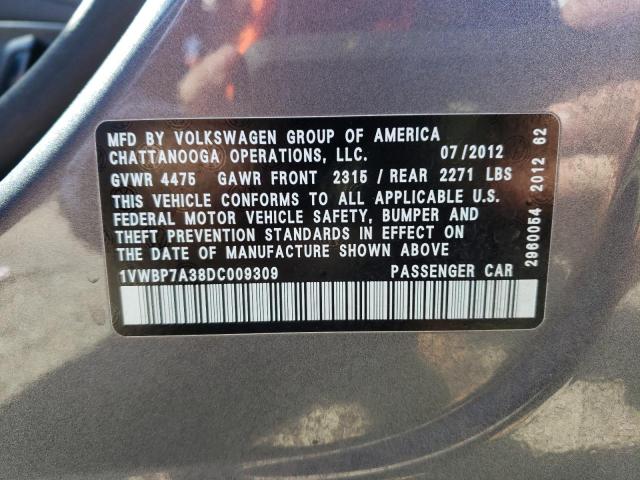 MFD BY VOLKSWAGEN GROUP OF AMERICA
CHATTANOOGA OPERATIONS, LLC. 07/2012
GVWR 4475 GAWR FRONT 2315 / REAR 2271 LBS
THIS VEHICLE CONFORMS TO ALL APPLICABLE U.S.
FEDERAL MOTOR VEHICLE SAFETY, BUMPER AND
THEFT PREVENTION STANDARDS IN EFFECT ON
THE DATE OF MANUFACTURE SHOWN ABOVE
1VWBP7A38DC009309 PASSENGER CAR
2960054 2012 62